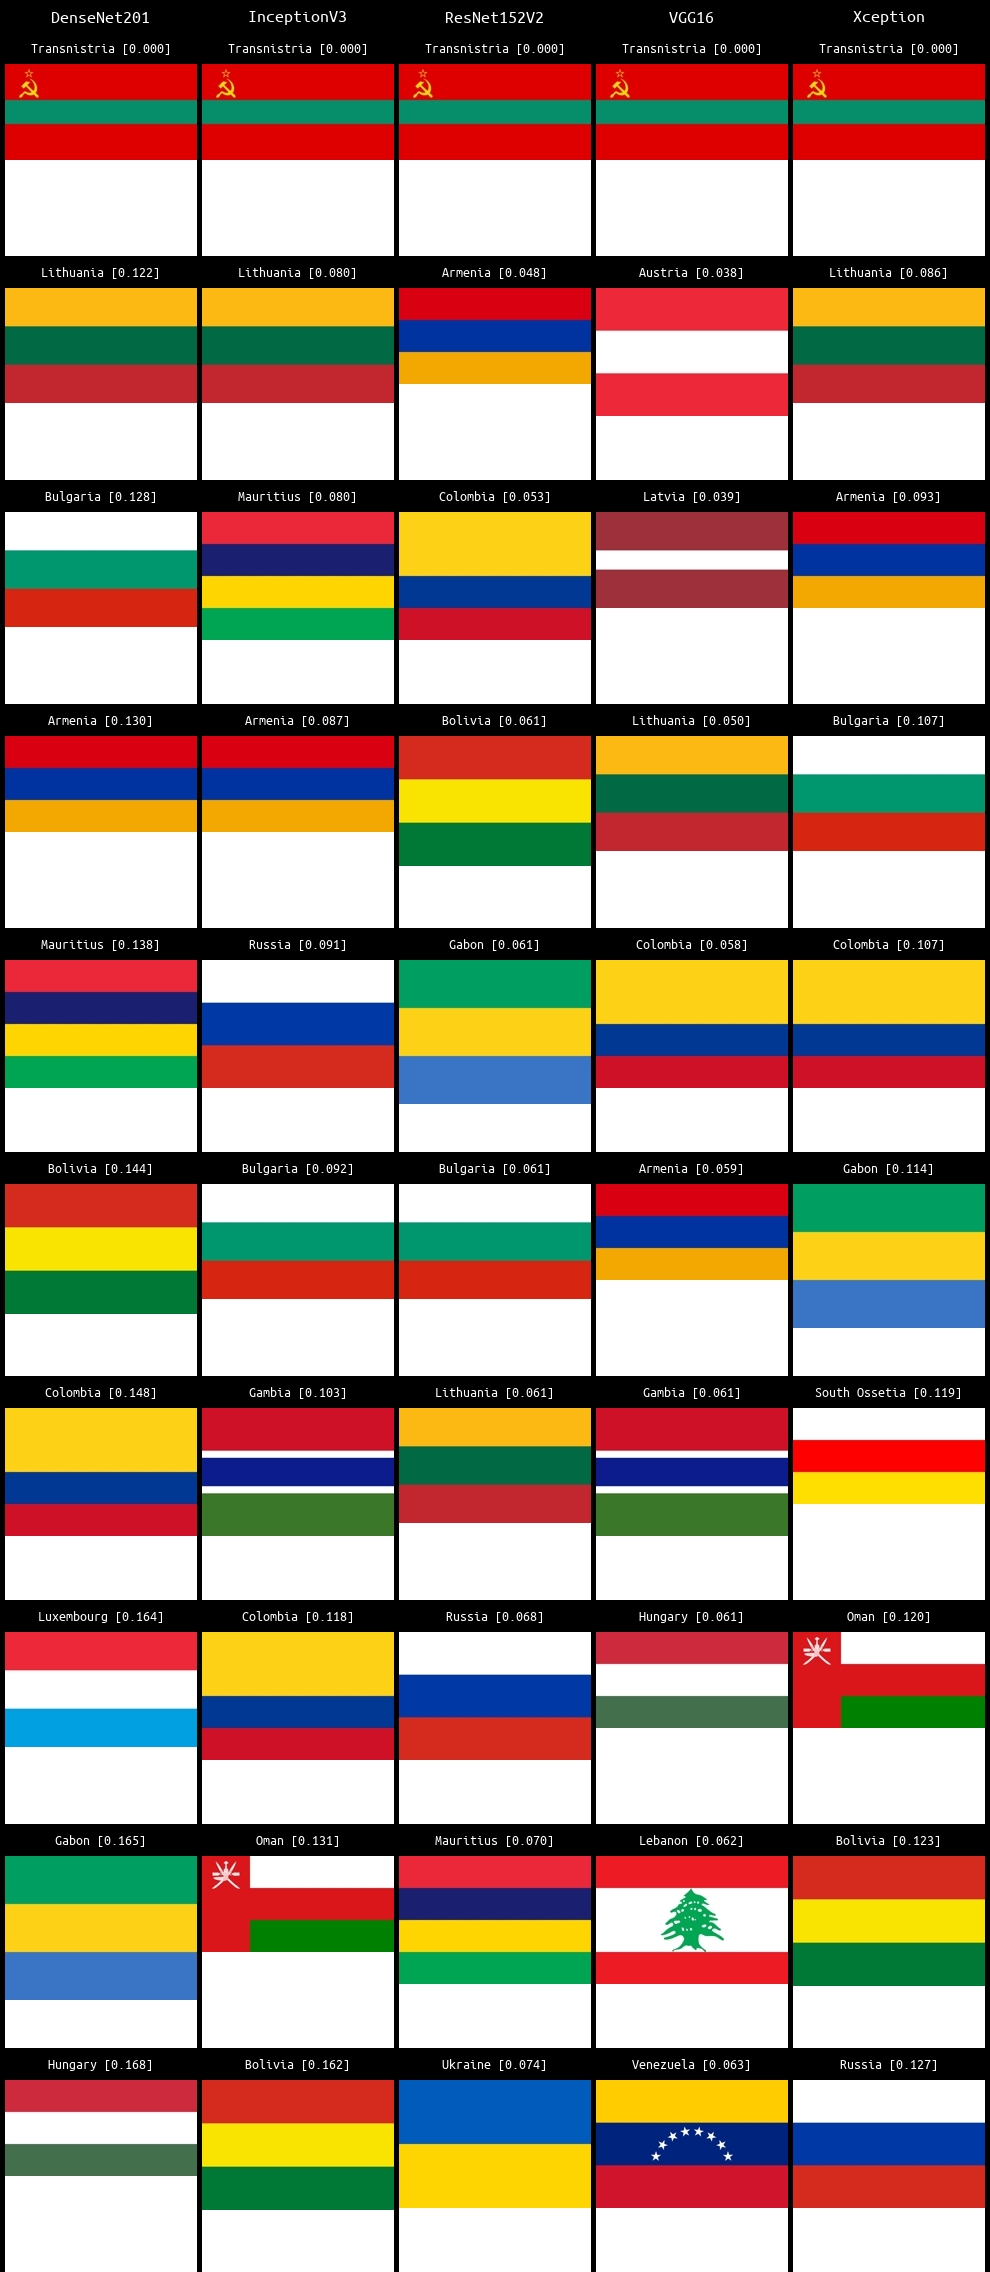 DenseNet201 InceptionV3 ResNet152V2 VGG16 Xception
Transnistria [0.000] Transnistria [0.000] Transnistria [0.000] Transnistria [0.000] Transnistria [0.000]
Lithuania [0.122] Lithuania [0.080] Armenia [0.048] Austria [0.038] Lithuania [0.086]
Bulgaria [0.128] Mauritius [0.080] Colombia [0.053] Latvia [0.039] Armenia [0.093]
Armenia [0.130] Armenia [0.087] Bolivia [0.061] Lithuania [0.050] Bulgaria [0.107]
Mauritius [0.138] Russia [0.091] Gabon [0.061] Colombia [0.058] Colombia [0.107]
Bolivia [0.144] Bulgaria [0.092] Bulgaria [0.061] Armenia [0.059] Gabon [0.114]
Colombia [0.148] Gambia [0.103] Lithuania [0.061] Gambia [0.061] South Ossetia [0.119]
Luxembourg [0.164] Colombia [0.118] Russia [0.068] Hungary [0.061] Oman [0.120]
Gabon [0.165] Oman [0.131] Mauritius [0.070] Lebanon [0.062] Bolivia [0.123]
Hungary [0.168] Bolivia [0.162] Ukraine [0.074] Venezuela [0.063] Russia [0.127]